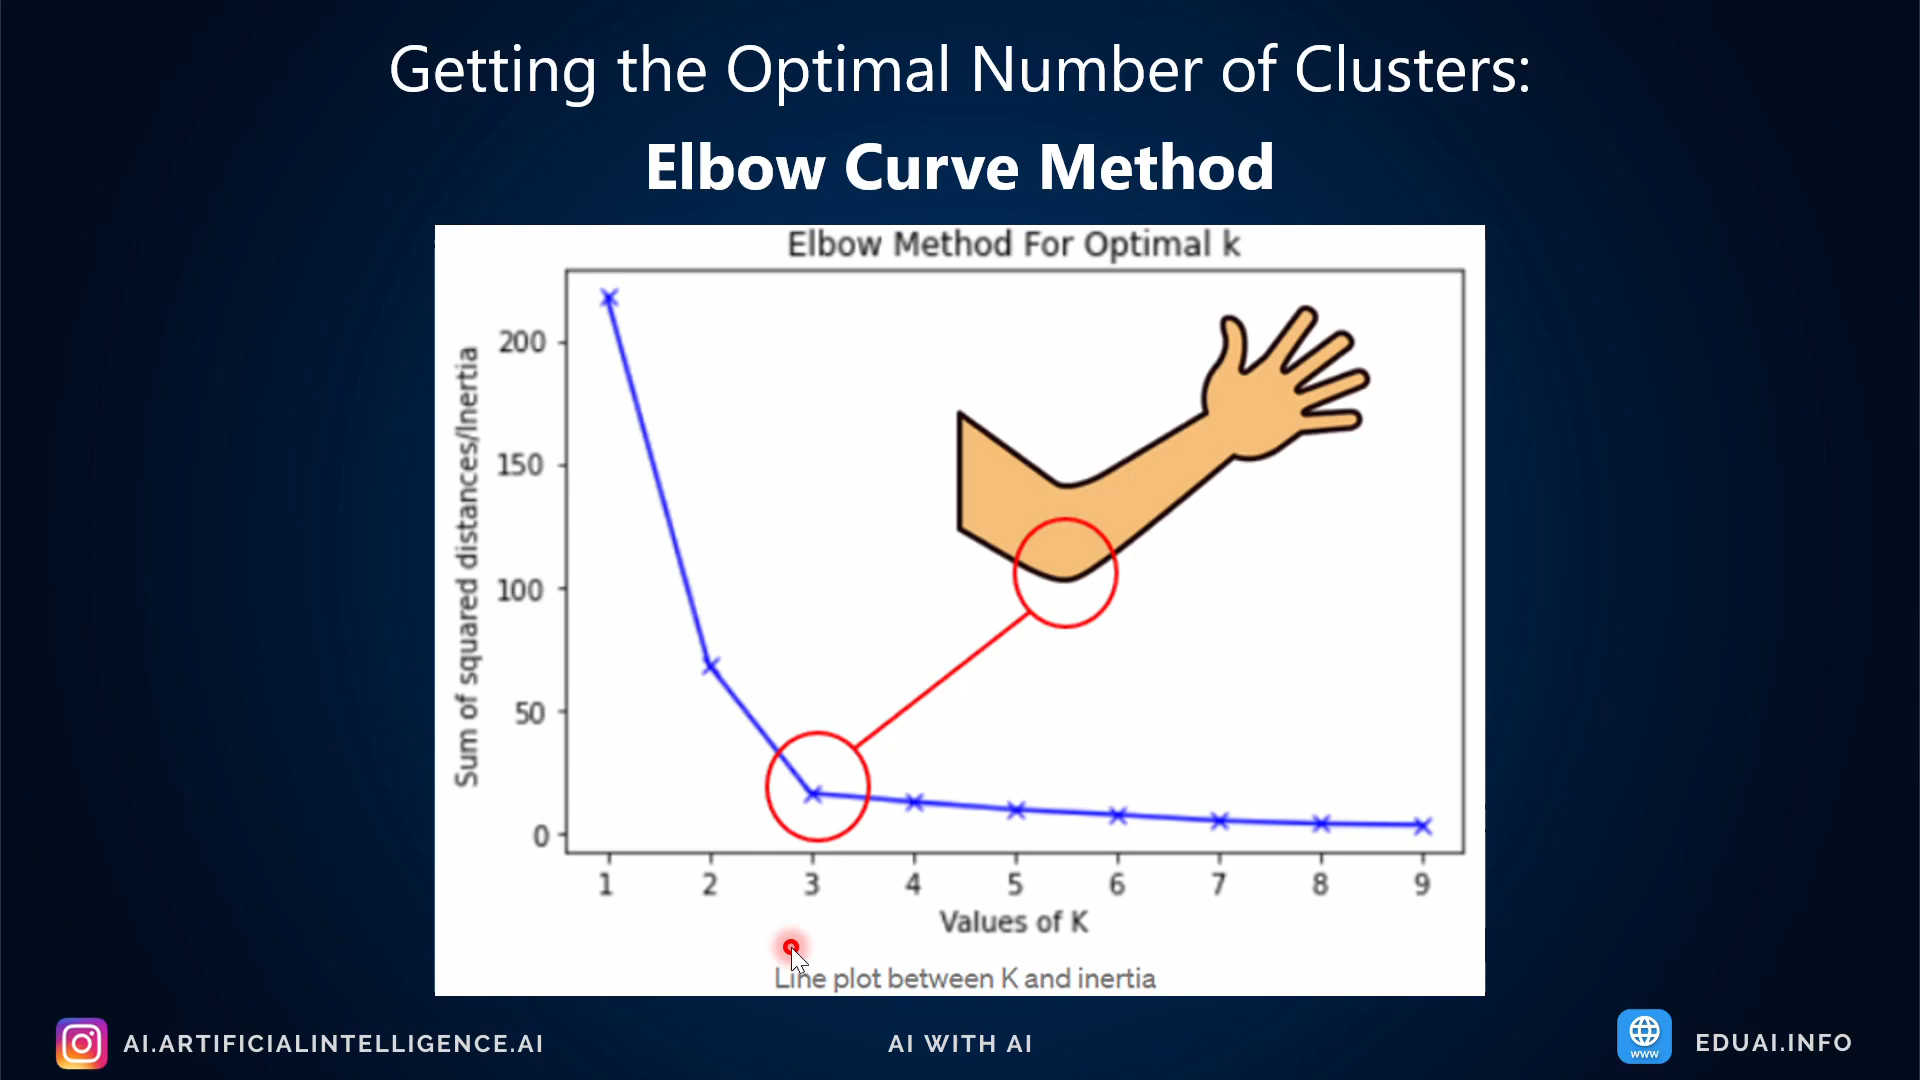 Getting the Optimal Number of Clusters:
Elbow Curve Method
Elbow Method For Optimal k
Sum of squared distances/Inertia
200
150
100
50
0
1 2 3 4 5 6 7 8 9
Values of K
Line plot between K and inertia
AI.ARTIFICIALINTELLIGENCE.AI
AI WITH AI
WWW
EDUAI.INFO